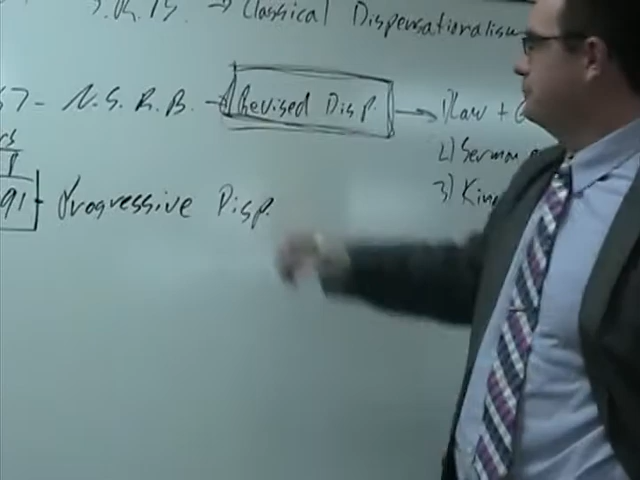 S.R.B. → Classical Dispensationalism
67 - N.S.R.B. → Revised Disp. → 1) Law +
2) Sermon
3) King
91 - Progressive Disp.